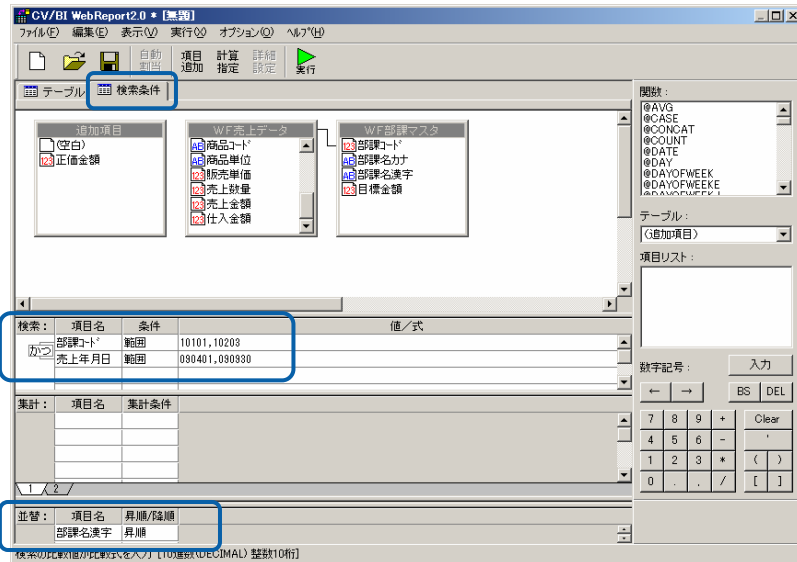 CV/BI WebReport2.0 * [無題]
ファイル(F) 編集(E) 表示(V) 実行(X) オプション(O) ヘルプ(H)
自動割当 項目追加 計算指定 詳細設定 実行
テーブル 検索条件
追加項目
(空白)
正価金額
WF売上データ
商品コード
商品単位
販売単価
売上数量
売上金額
仕入金額
WF部課マスタ
部課コード
部課名カナ
部課名漢字
目標金額
関数：
@AVG
@CASE
@CONCAT
@COUNT
@DATE
@DAY
@DAYOFWEEK
@DAYOFWEEKE
テーブル：
(追加項目)
項目リスト：
検索： 項目名 条件 値／式
かつ
部課コード 範囲 10101,10203
売上年月日 範囲 090401,090930
集計： 項目名 集計条件
1 2
並替： 項目名 昇順/降順
部課名漢字 昇順
数字記号： 入力
← → BS DEL
7 8 9 + Clear
4 5 6 - '
1 2 3 * ( )
0 . , / [ ]
検索の比較値か比較式を入力 [10進数(DECIMAL) 整数10桁]